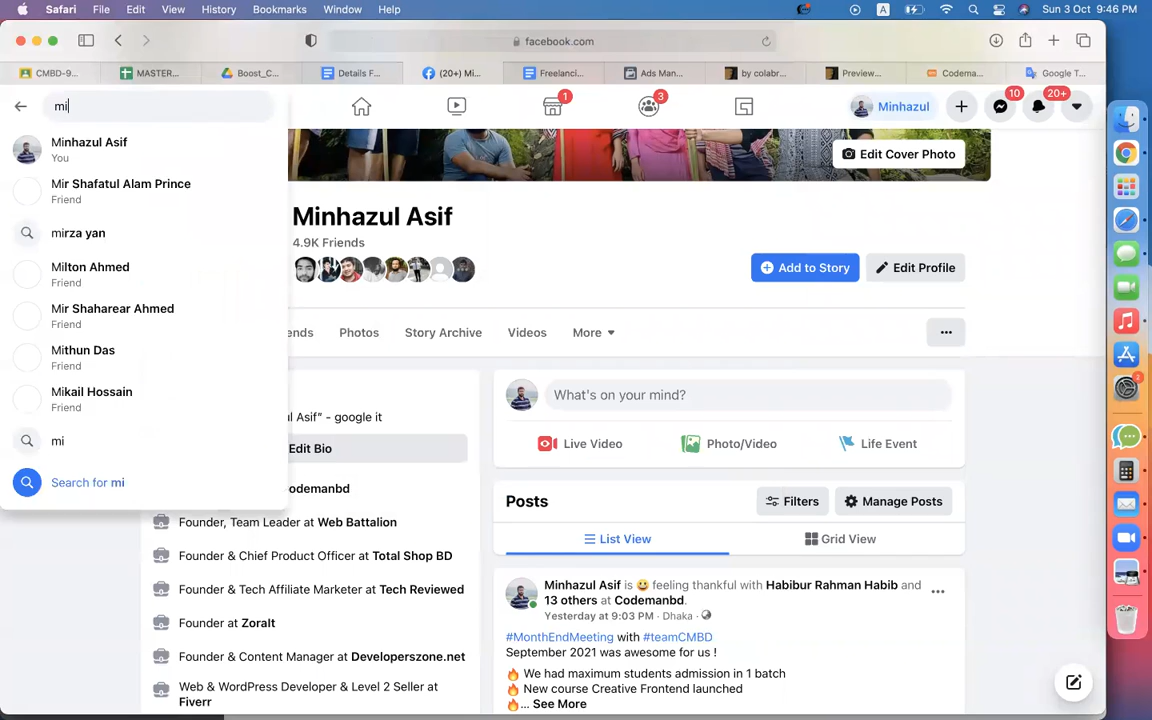 Safari File Edit View History Bookmarks Window Help
A
Sun 3 Oct 9:46 PM
facebook.com
CMBD-9...
MASTER...
Boost_C...
Details F...
(20+) Mi...
Freelanci...
Ads Man...
by colabr...
Preview...
Codema...
Google T...
mi
1
3
Minhazul
10
20+
Minhazul Asif
You
Mir Shafatul Alam Prince
Friend
mirza yan
Milton Ahmed
Friend
Mir Shaharear Ahmed
Friend
Mithun Das
Friend
Mikail Hossain
Friend
mi
Search for mi
Edit Cover Photo
Minhazul Asif
4.9K Friends
Add to Story
Edit Profile
ends
Photos
Story Archive
Videos
More
ul Asif" - google it
Edit Bio
odemanbd
Founder, Team Leader at Web Battalion
Founder & Chief Product Officer at Total Shop BD
Founder & Tech Affiliate Marketer at Tech Reviewed
Founder at Zoralt
Founder & Content Manager at Developerszone.net
Web & WordPress Developer & Level 2 Seller at
Fiverr
What's on your mind?
Live Video
Photo/Video
Life Event
Posts
Filters
Manage Posts
List View
Grid View
Minhazul Asif is 😃 feeling thankful with Habibur Rahman Habib and
13 others at Codemanbd.
Yesterday at 9:03 PM · Dhaka ·
#MonthEndMeeting with #teamCMBD
September 2021 was awesome for us !
🔥 We had maximum students admission in 1 batch
🔥 New course Creative Frontend launched
🔥... See More